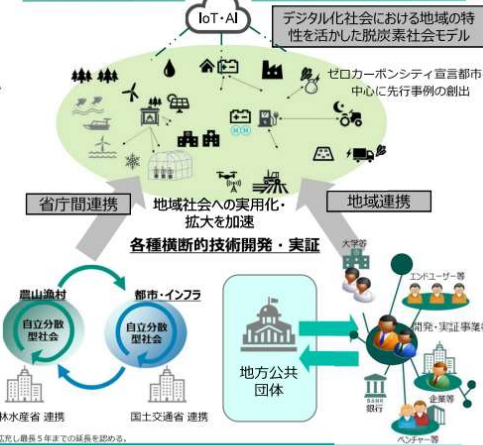 IoT・AI
デジタル化社会における地域の特
性を活かした脱炭素社会モデル
ゼロカーボンシティ宣言都市
中心に先行事例の創出
省庁間連携
地域社会への実用化・
拡大を加速
地域連携
各種横断的技術開発・実証
大学等
エンドユーザー等
農山漁村
都市・インフラ
自立分散
型社会
自立分散
型社会
開発・実証事業
地方公共
団体
BANK
銀行
企業等
ベンチャー等
林水産省 連携
国土交通省 連携
拡充し最長5年までの延長を認める。